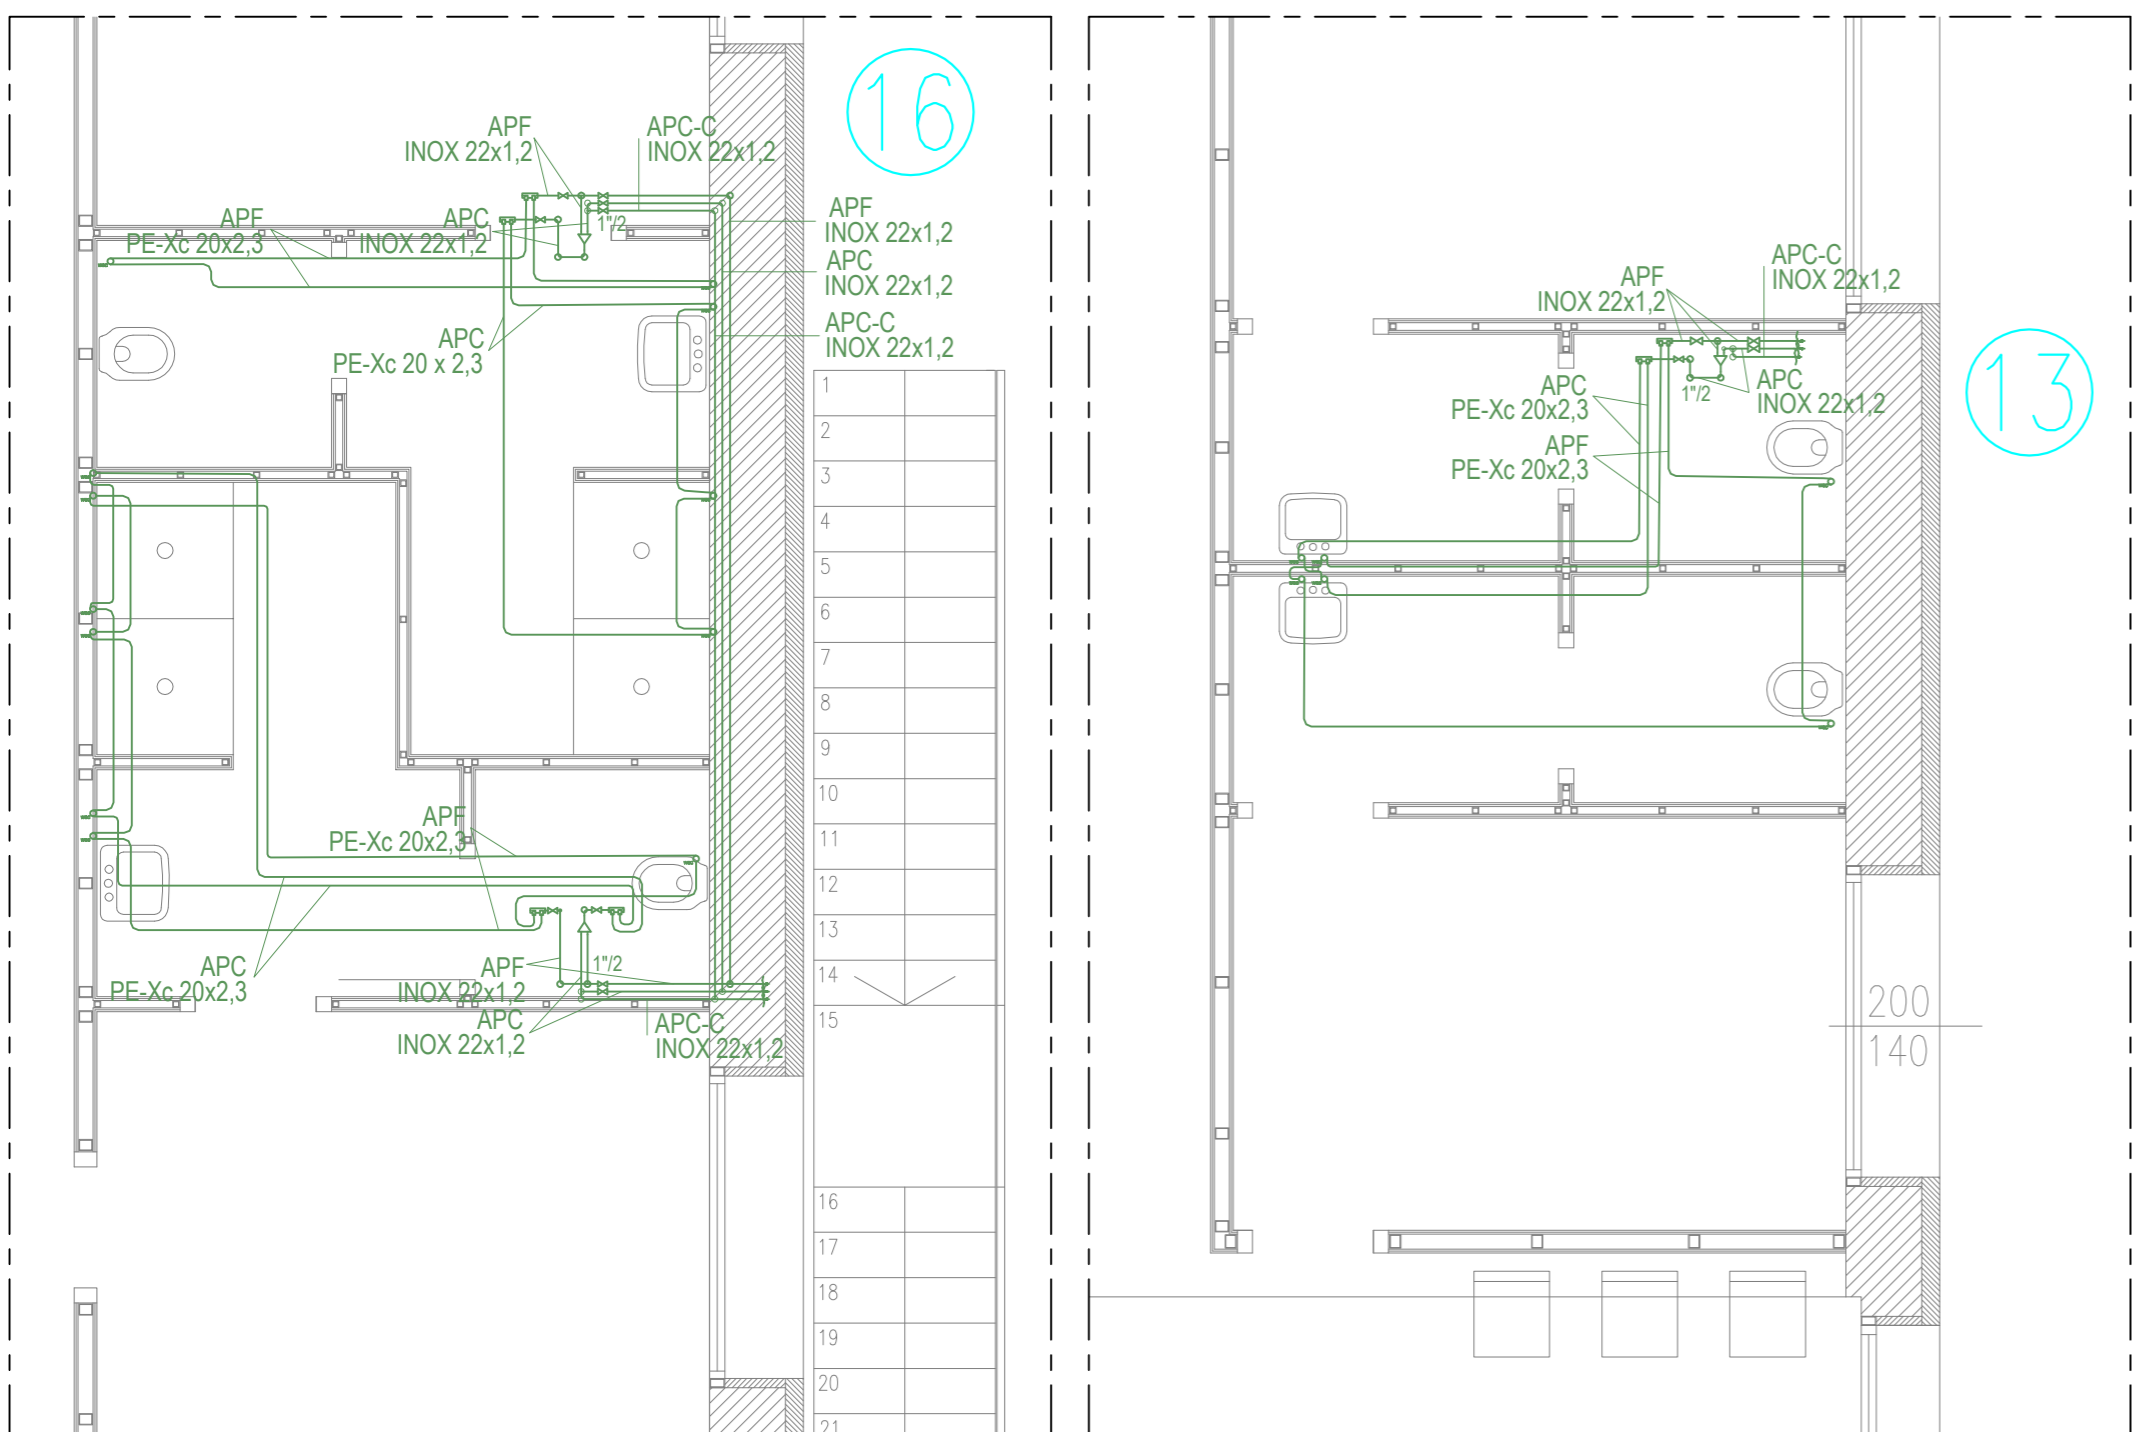 16
APF
INOX 22x1,2
APC-C
INOX 22x1,2
APF
PE-Xc 20x2,3
APC
INOX 22x1,2
1"/2
APF
INOX 22x1,2
APC
INOX 22x1,2
APC-C
INOX 22x1,2
APC
PE-Xc 20 x 2,3
1
2
3
4
5
6
7
8
9
10
11
12
13
14
15
16
17
18
19
20
21
APF
PE-Xc 20x2,3
APC
PE-Xc 20x2,3
APF
INOX 22x1,2
1"/2
APC
INOX 22x1,2
APC-C
INOX 22x1,2
13
APF
INOX 22x1,2
APC-C
INOX 22x1,2
APC
PE-Xc 20x2,3
1"/2
APC
INOX 22x1,2
APF
PE-Xc 20x2,3
200
140